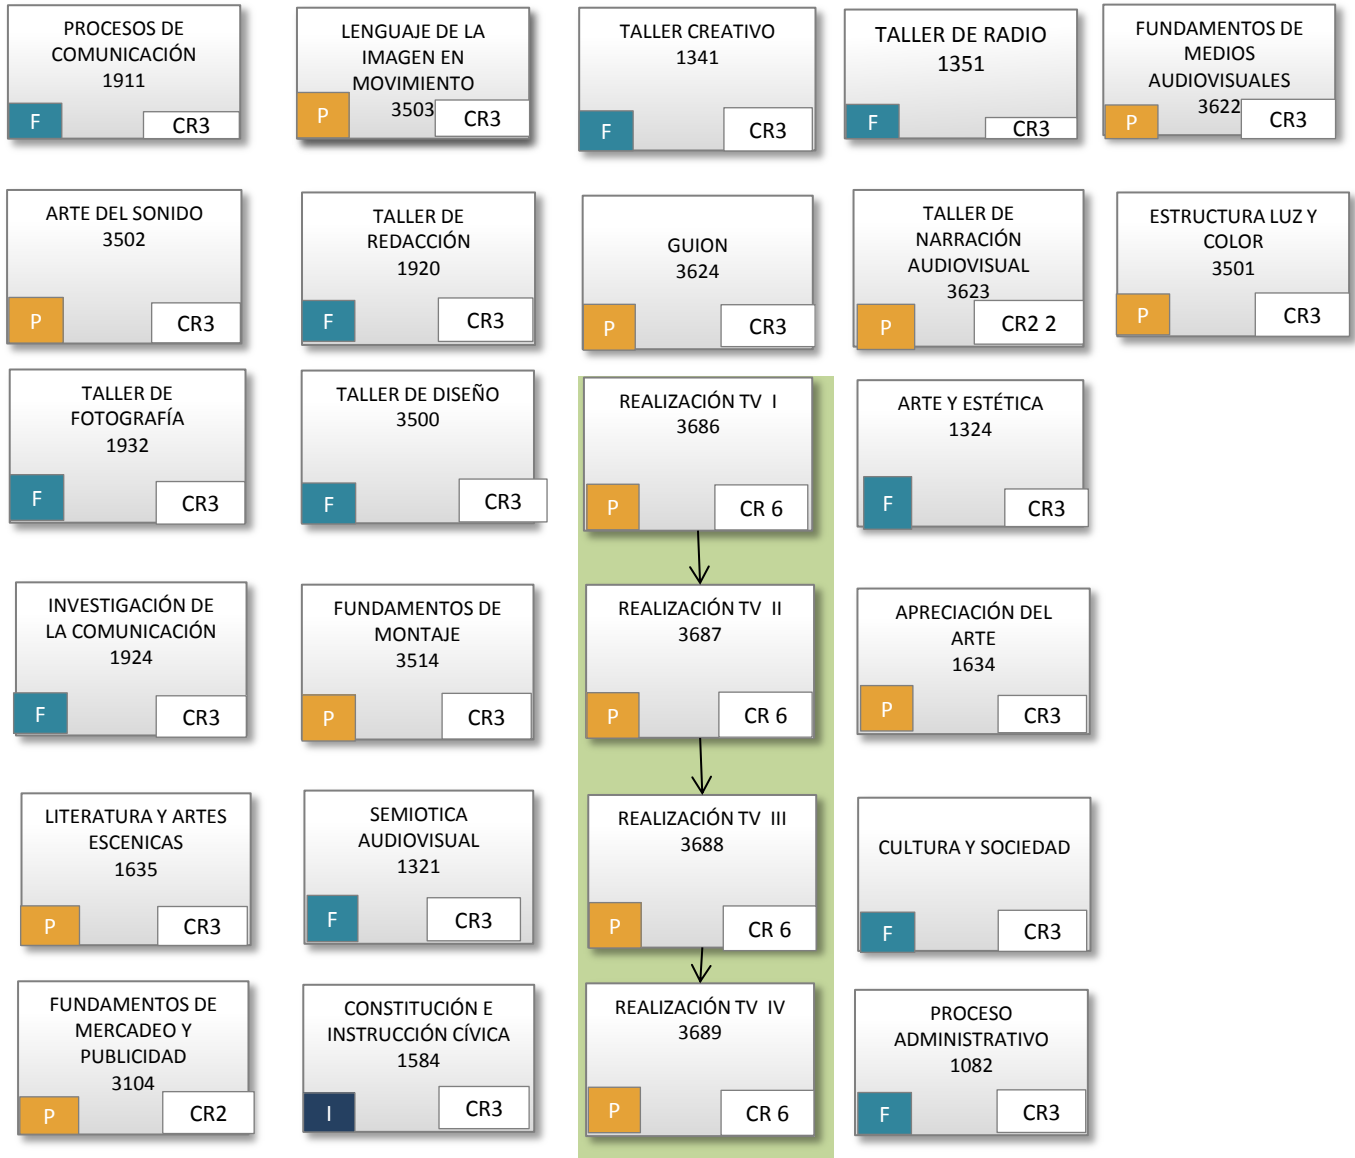 PROCESOS DE
COMUNICACIÓN
1911
F
CR3
LENGUAJE DE LA
IMAGEN EN
MOVIMIENTO
3503
P
CR3
TALLER CREATIVO
1341
F
CR3
TALLER DE RADIO
1351
F
CR3
FUNDAMENTOS DE
MEDIOS
AUDIOVISUALES
3622
P
CR3
ARTE DEL SONIDO
3502
P
CR3
TALLER DE
REDACCIÓN
1920
F
CR3
GUION
3624
P
CR3
TALLER DE
NARRACIÓN
AUDIOVISUAL
3623
P
CR2 2
ESTRUCTURA LUZ Y
COLOR
3501
P
CR3
TALLER DE
FOTOGRAFÍA
1932
F
CR3
TALLER DE DISEÑO
3500
F
CR3
REALIZACIÓN TV I
3686
P
CR 6
ARTE Y ESTÉTICA
1324
F
CR3
INVESTIGACIÓN DE
LA COMUNICACIÓN
1924
F
CR3
FUNDAMENTOS DE
MONTAJE
3514
P
CR3
REALIZACIÓN TV II
3687
P
CR 6
APRECIACIÓN DEL
ARTE
1634
P
CR3
LITERATURA Y ARTES
ESCENICAS
1635
P
CR3
SEMIOTICA
AUDIOVISUAL
1321
F
CR3
REALIZACIÓN TV III
3688
P
CR 6
CULTURA Y SOCIEDAD
F
CR3
FUNDAMENTOS DE
MERCADEO Y
PUBLICIDAD
3104
P
CR2
CONSTITUCIÓN E
INSTRUCCIÓN CÍVICA
1584
I
CR3
REALIZACIÓN TV IV
3689
P
CR 6
PROCESO
ADMINISTRATIVO
1082
F
CR3